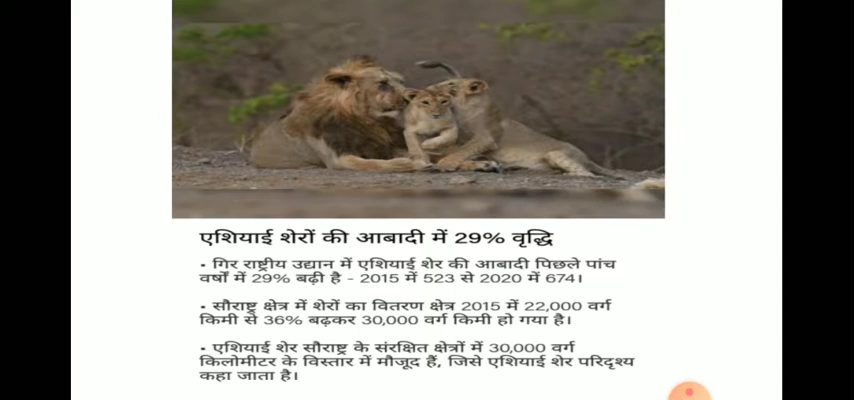 एशियाई शेरों की आबादी में 29% वृद्धि
• गिर राष्ट्रीय उद्यान में एशियाई शेर की आबादी पिछले पांच
वर्षों में 29% बढ़ी है - 2015 में 523 से 2020 में 674।
• सौराष्ट्र क्षेत्र में शेरों का वितरण क्षेत्र 2015 में 22,000 वर्ग
किमी से 36% बढ़कर 30,000 वर्ग किमी हो गया है।
• एशियाई शेर सौराष्ट्र के संरक्षित क्षेत्रों में 30,000 वर्ग
किलोमीटर के विस्तार में मौजूद हैं, जिसे एशियाई शेर परिदृश्य
कहा जाता है।